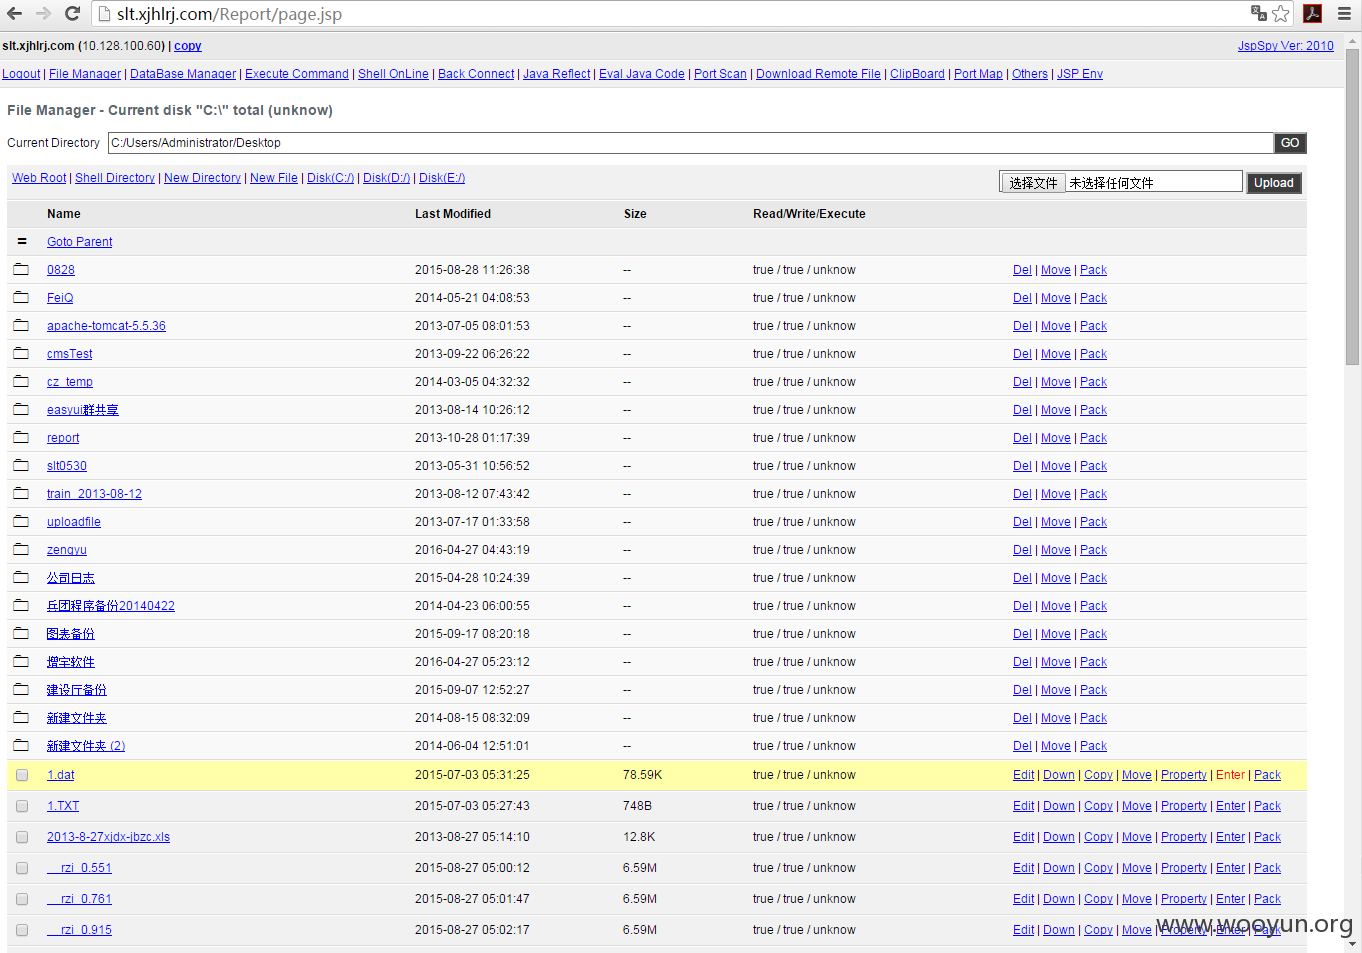 slt.xjhlrj.com/Report/page.jsp
slt.xjhlrj.com (10.128.100.60) | copy JspSpy Ver: 2010
Logout | File Manager | DataBase Manager | Execute Command | Shell OnLine | Back Connect | Java Reflect | Eval Java Code | Port Scan | Download Remote File | ClipBoard | Port Map | Others | JSP Env
File Manager - Current disk "C:\" total (unknow)
Current Directory C:/Users/Administrator/Desktop GO
Web Root | Shell Directory | New Directory | New File | Disk(C:/) | Disk(D:/) | Disk(E:/) 选择文件 未选择任何文件 Upload
Name Last Modified Size Read/Write/Execute
= Goto Parent
0828 2015-08-28 11:26:38 -- true / true / unknow Del | Move | Pack
FeiQ 2014-05-21 04:08:53 -- true / true / unknow Del | Move | Pack
apache-tomcat-5.5.36 2013-07-05 08:01:53 -- true / true / unknow Del | Move | Pack
cmsTest 2013-09-22 06:26:22 -- true / true / unknow Del | Move | Pack
cz_temp 2014-03-05 04:32:32 -- true / true / unknow Del | Move | Pack
easyui群共享 2013-08-14 10:26:12 -- true / true / unknow Del | Move | Pack
report 2013-10-28 01:17:39 -- true / true / unknow Del | Move | Pack
slt0530 2013-05-31 10:56:52 -- true / true / unknow Del | Move | Pack
train_2013-08-12 2013-08-12 07:43:42 -- true / true / unknow Del | Move | Pack
uploadfile 2013-07-17 01:33:58 -- true / true / unknow Del | Move | Pack
zengyu 2016-04-27 04:43:19 -- true / true / unknow Del | Move | Pack
公司日志 2015-04-28 10:24:39 -- true / true / unknow Del | Move | Pack
兵团程序备份20140422 2014-04-23 06:00:55 -- true / true / unknow Del | Move | Pack
图表备份 2015-09-17 08:20:18 -- true / true / unknow Del | Move | Pack
增宇软件 2016-04-27 05:23:12 -- true / true / unknow Del | Move | Pack
建设厅备份 2015-09-07 12:52:27 -- true / true / unknow Del | Move | Pack
新建文件夹 2014-08-15 08:32:09 -- true / true / unknow Del | Move | Pack
新建文件夹 (2) 2014-06-04 12:51:01 -- true / true / unknow Del | Move | Pack
1.dat 2015-07-03 05:31:25 78.59K true / true / unknow Edit | Down | Copy | Move | Property | Enter | Pack
1.TXT 2015-07-03 05:27:43 748B true / true / unknow Edit | Down | Copy | Move | Property | Enter | Pack
2013-8-27xjdx-jbzc.xls 2013-08-27 05:14:10 12.8K true / true / unknow Edit | Down | Copy | Move | Property | Enter | Pack
__rzi_0.551 2015-08-27 05:00:12 6.59M true / true / unknow Edit | Down | Copy | Move | Property | Enter | Pack
__rzi_0.761 2015-08-27 05:01:47 6.59M true / true / unknow Edit | Down | Copy | Move | Property | Enter | Pack
__rzi_0.915 2015-08-27 05:02:17 6.59M true / true / unknow Edit | Down | Copy | Move | Property | Enter | Pack
www.wooyun.org